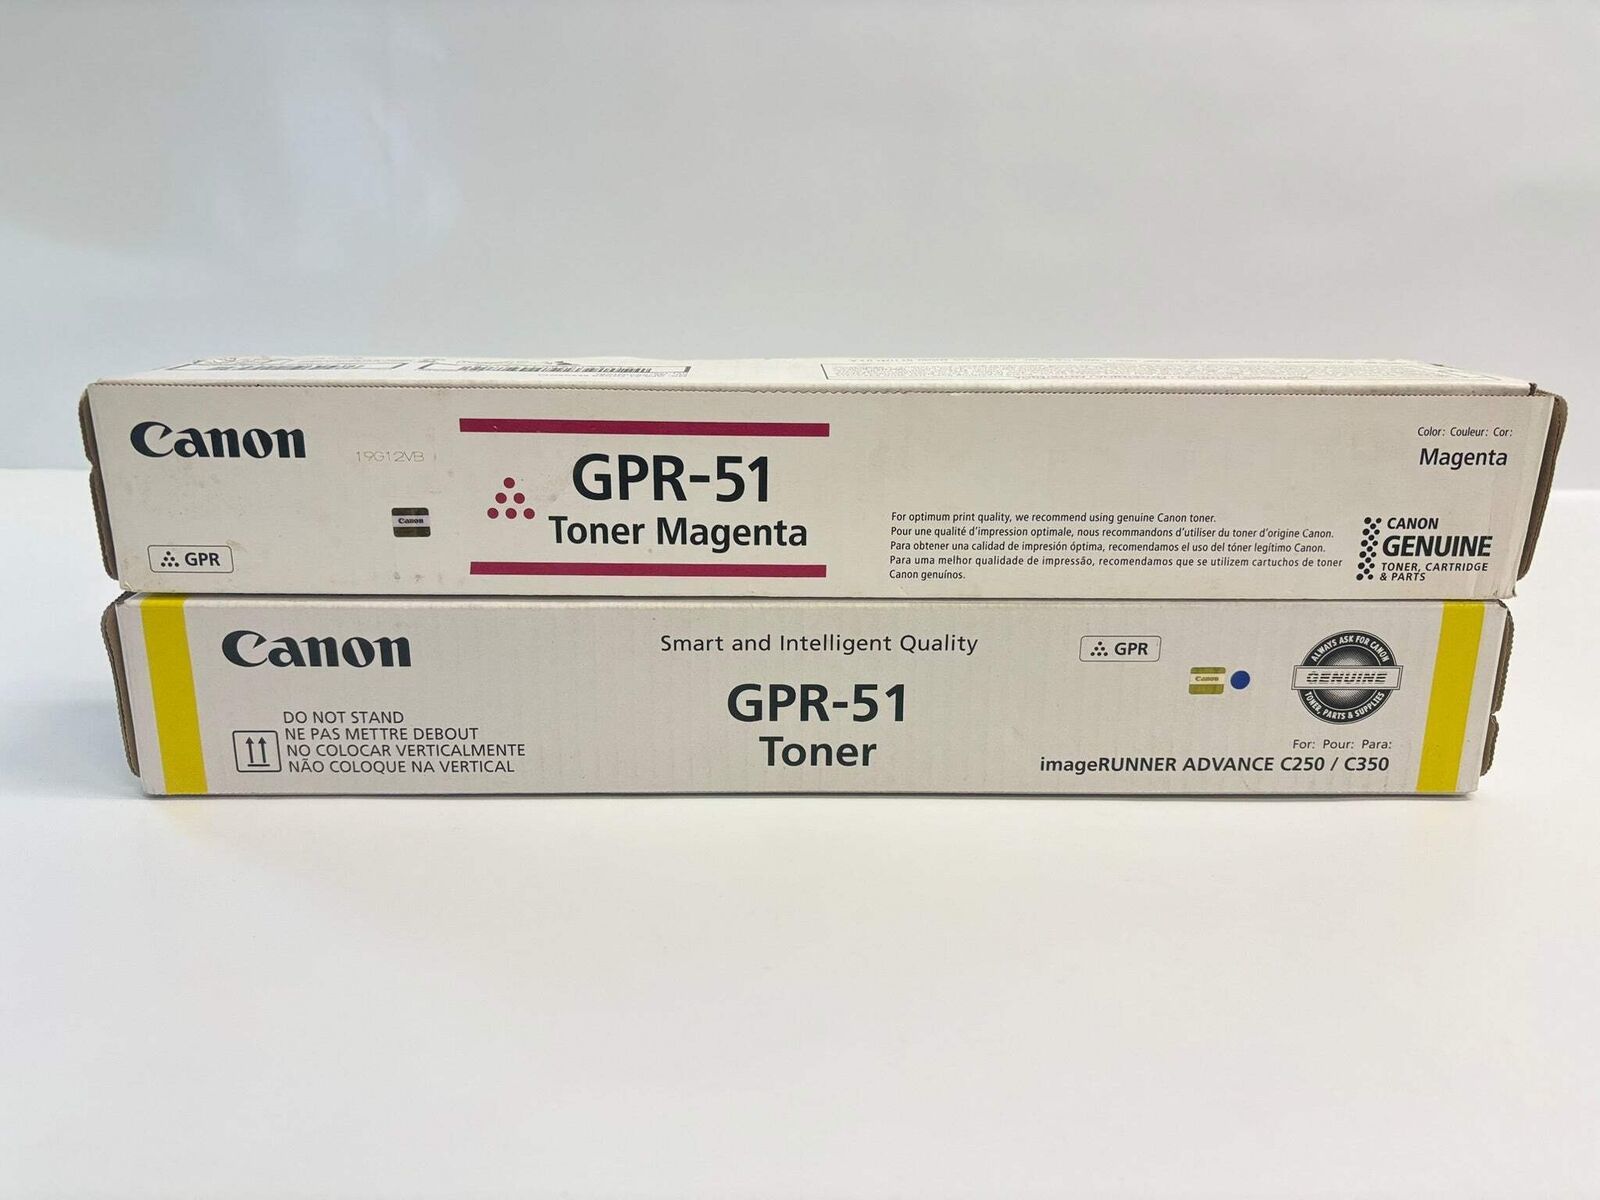 Canon
19G12VB
GPR-51
Toner Magenta
Canon
GPR
Color: Couleur: Cor:
Magenta
For optimum print quality, we recommend using genuine Canon toner.
Pour une qualité d'impression optimale, nous recommandons d'utiliser du toner d'origine Canon.
Para obtener una calidad de impresión óptima, recomendamos el uso del tóner legítimo Canon.
Para uma melhor qualidade de impressão, recomendamos que se utilizem cartuchos de toner
Canon genuínos.
CANON
GENUINE
TONER, CARTRIDGE
& PARTS
Canon
Smart and Intelligent Quality
GPR-51
Toner
DO NOT STAND
NE PAS METTRE DEBOUT
NO COLOCAR VERTICALMENTE
NÃO COLOQUE NA VERTICAL
GPR
Canon
ALWAYS ASK FOR CANON
GENUINE
TONER, PARTS & SUPPLIES
For: Pour: Para:
imageRUNNER ADVANCE C250 / C350